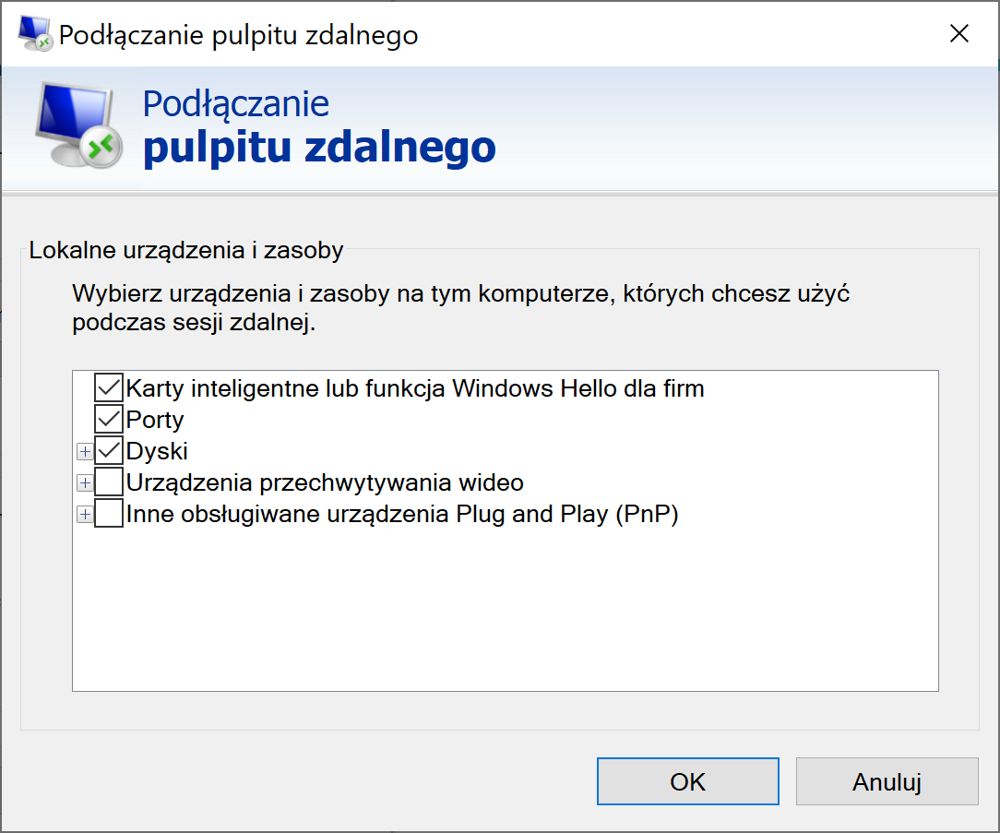 Podłączanie pulpitu zdalnego
Podłączanie
pulpitu zdalnego
Lokalne urządzenia i zasoby
Wybierz urządzenia i zasoby na tym komputerze, których chcesz użyć
podczas sesji zdalnej.
Karty inteligentne lub funkcja Windows Hello dla firm
Porty
Dyski
Urządzenia przechwytywania wideo
Inne obsługiwane urządzenia Plug and Play (PnP)
OK
Anuluj